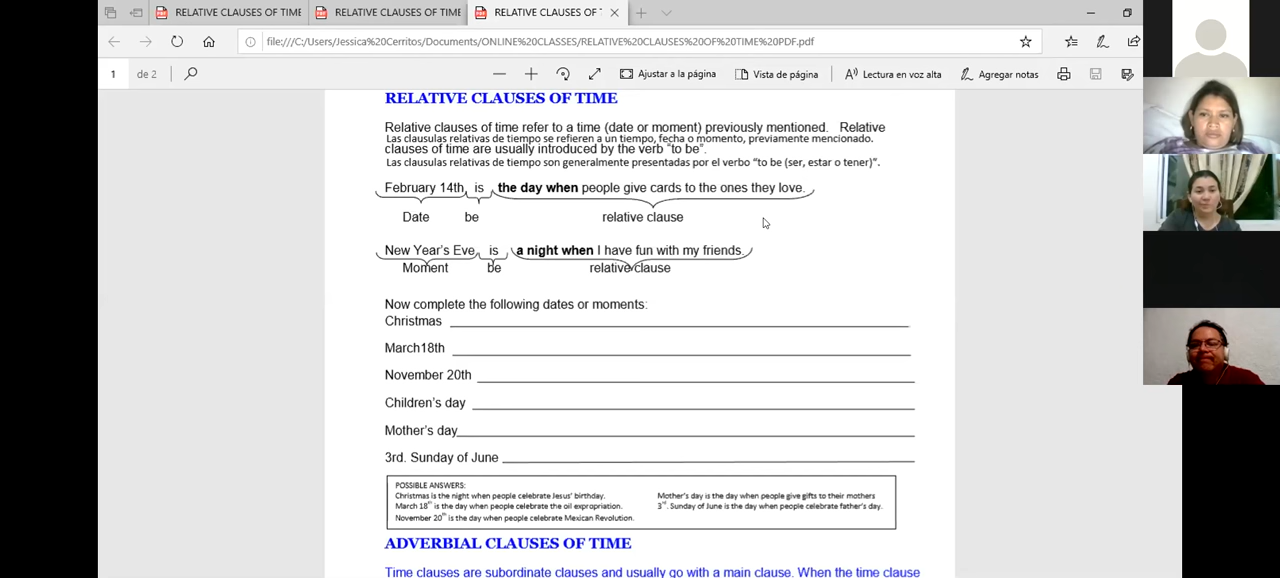 RELATIVE CLAUSES OF TIME
RELATIVE CLAUSES OF TIME
RELATIVE CLAUSES OF T
file:///C:/Users/Jessica%20Cerritos/Documents/ONLINE%20CLASSES/RELATIVE%20CLAUSES%20OF%20TIME%20PDF.pdf
1 de 2 Ajustar a la página Vista de página Lectura en voz alta Agregar notas
RELATIVE CLAUSES OF TIME
Relative clauses of time refer to a time (date or moment) previously mentioned. Relative
Las clausulas relativas de tiempo se refieren a un tiempo, fecha o momento, previamente mencionado.
clauses of time are usually introduced by the verb "to be".
Las clausulas relativas de tiempo son generalmente presentadas por el verbo "to be (ser, estar o tener)".
February 14th is the day when people give cards to the ones they love.
Date be relative clause
New Year's Eve is a night when I have fun with my friends.
Moment be relative clause
Now complete the following dates or moments:
Christmas
March18th
November 20th
Children's day
Mother's day
3rd. Sunday of June
POSSIBLE ANSWERS:
Christmas is the night when people celebrate Jesus' birthday.
March 18th is the day when people celebrate the oil expropriation.
November 20th is the day when people celebrate Mexican Revolution.
Mother's day is the day when people give gifts to their mothers
3rd. Sunday of June is the day when people celebrate father's day.
ADVERBIAL CLAUSES OF TIME
Time clauses are subordinate clauses and usually go with a main clause. When the time clause